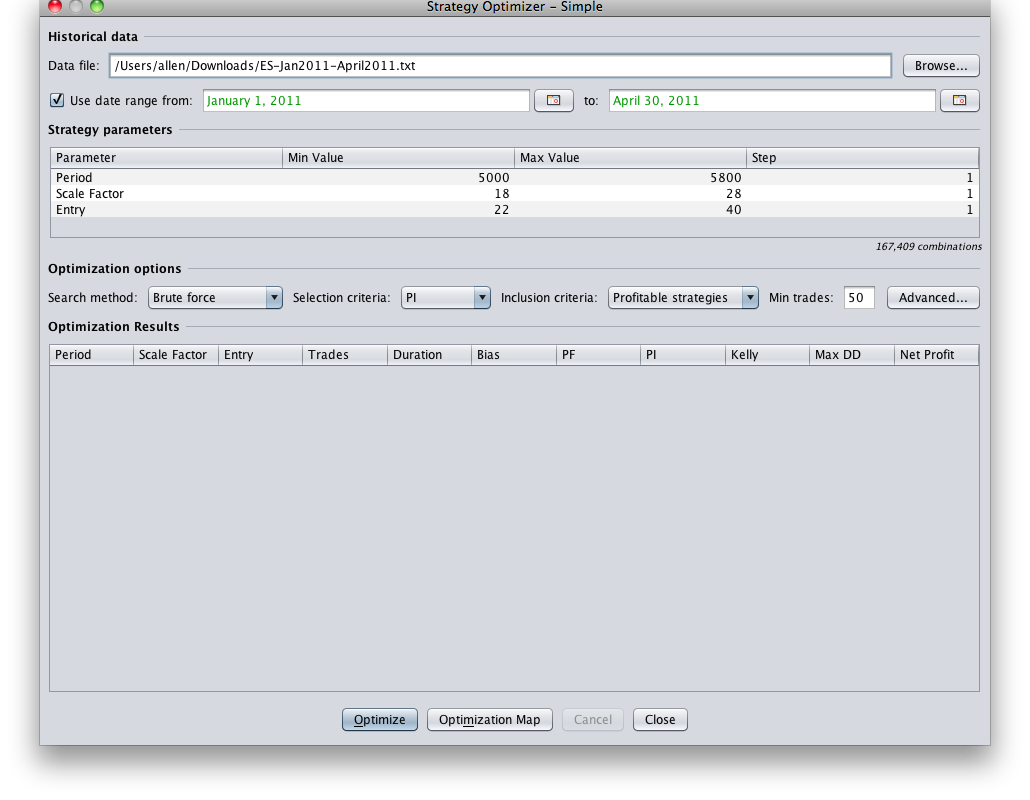 Strategy Optimizer – Simple
Historical data
Data file: /Users/allen/Downloads/ES-Jan2011-April2011.txt Browse...
Use date range from: January 1, 2011 to: April 30, 2011
Strategy parameters
Parameter Min Value Max Value Step
Period 5000 5800 1
Scale Factor 18 28 1
Entry 22 40 1
167,409 combinations
Optimization options
Search method: Brute force Selection criteria: PI Inclusion criteria: Profitable strategies Min trades: 50 Advanced...
Optimization Results
Period Scale Factor Entry Trades Duration Bias PF PI Kelly Max DD Net Profit
Optimize Optimization Map Cancel Close